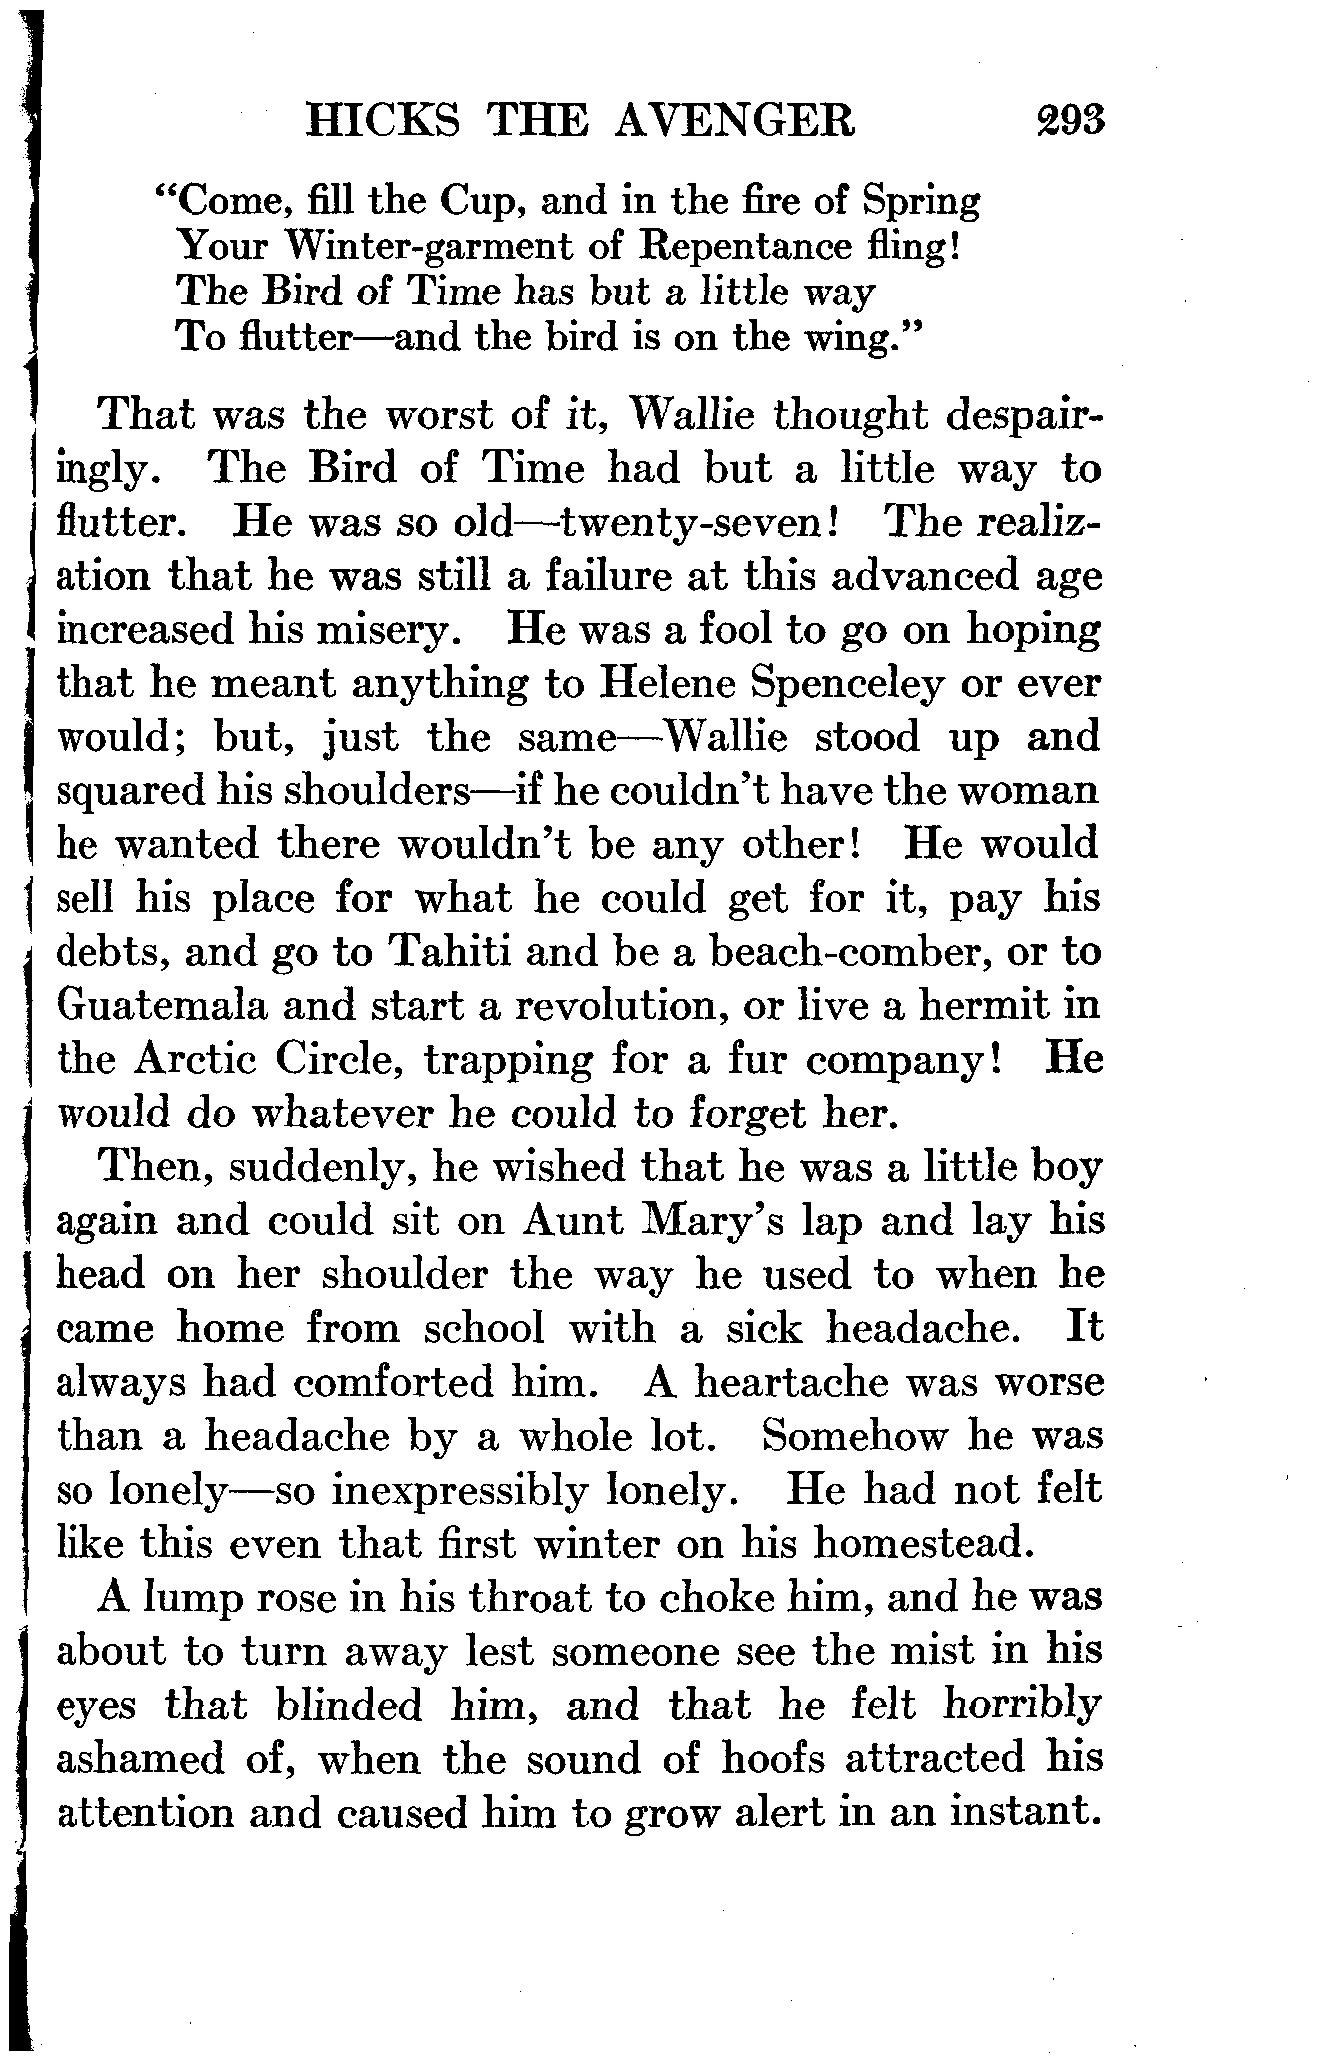 HICKS THE AVENGER 293
“Come, fill the Cup, and in the fire of Spring
Your Winter-garment of Repentance fling!
The Bird of Time has but a little way
To flutter—and the bird is on the wing.”
That was the worst of it, Wallie thought despair-
ingly. The Bird of Time had but a little way to
flutter. He was so old—twenty-seven! The realiz-
ation that he was still a failure at this advanced age
increased his misery. He was a fool to go on hoping
that he meant anything to Helene Spenceley or ever
would; but, just the same—Wallie stood up and
squared his shoulders—if he couldn’t have the woman
he wanted there wouldn’t be any other! He would
sell his place for what he could get for it, pay his
debts, and go to Tahiti and be a beach-comber, or to
Guatemala and start a revolution, or live a hermit in
the Arctic Circle, trapping for a fur company! He
would do whatever he could to forget her.
Then, suddenly, he wished that he was a little boy
again and could sit on Aunt Mary’s lap and lay his
head on her shoulder the way he used to when he
came home from school with a sick headache. It
always had comforted him. A heartache was worse
than a headache by a whole lot. Somehow he was
so lonely—so inexpressibly lonely. He had not felt
like this even that first winter on his homestead.
A lump rose in his throat to choke him, and he was
about to turn away lest someone see the mist in his
eyes that blinded him, and that he felt horribly
ashamed of, when the sound of hoofs attracted his
attention and caused him to grow alert in an instant.